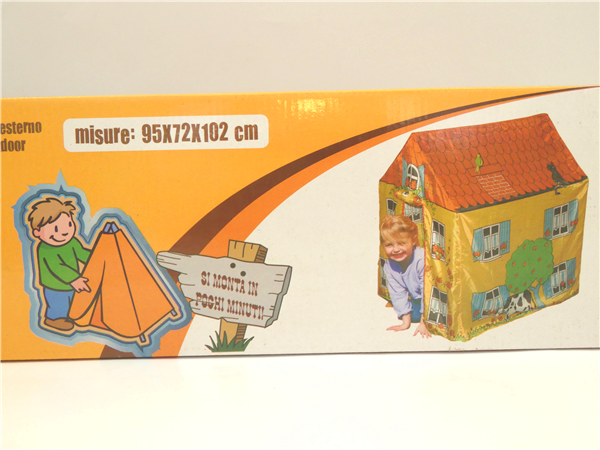 esterno
door
misure: 95X72X102 cm
SI MONTA IN
POCHI MINUTI!